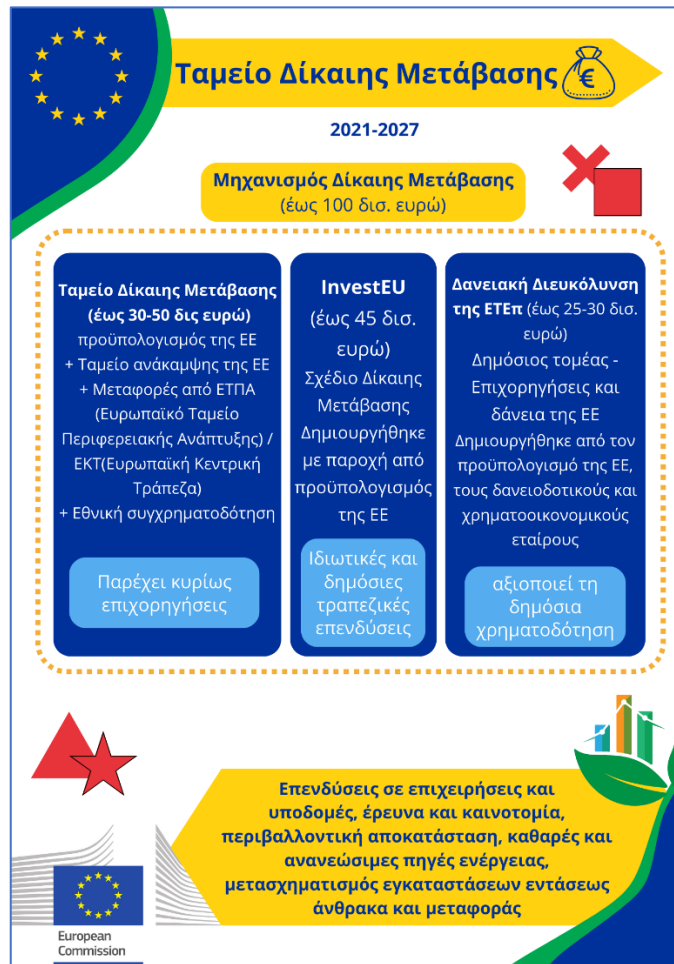 Ταμείο Δίκαιης Μετάβασης
€
2021-2027
Μηχανισμός Δίκαιης Μετάβασης
(έως 100 δισ. ευρώ)
Ταμείο Δίκαιης Μετάβασης
(έως 30-50 δις ευρώ)
προϋπολογισμός της ΕΕ
+ Ταμείο ανάκαμψης της ΕΕ
+ Μεταφορές από ΕΤΠΑ
(Ευρωπαϊκό Ταμείο
Περιφερειακής Ανάπτυξης) /
ΕΚΤ(Ευρωπαϊκή Κεντρική
Τράπεζα)
+ Εθνική συγχρηματοδότηση
Παρέχει κυρίως
επιχορηγήσεις
InvestEU
(έως 45 δισ.
ευρώ)
Σχέδιο Δίκαιης
Μετάβασης
Δημιουργήθηκε
με παροχή από
προϋπολογισμός
της ΕΕ
Ιδιωτικές και
δημόσιες
τραπεζικές
επενδύσεις
Δανειακή Διευκόλυνση
της ΕΤΕπ (έως 25-30 δισ.
ευρώ)
Δημόσιος τομέας -
Επιχορηγήσεις και
δάνεια της ΕΕ
Δημιουργήθηκε από τον
προϋπολογισμό της ΕΕ,
τους δανειοδοτικούς και
χρηματοοικονομικούς
εταίρους
αξιοποιεί τη
δημόσια
χρηματοδότηση
Επενδύσεις σε επιχειρήσεις και
υποδομές, έρευνα και καινοτομία,
περιβαλλοντική αποκατάσταση, καθαρές και
ανανεώσιμες πηγές ενέργειας,
μετασχηματισμός εγκαταστάσεων εντάσεως
άνθρακα και μεταφοράς
European
Commission